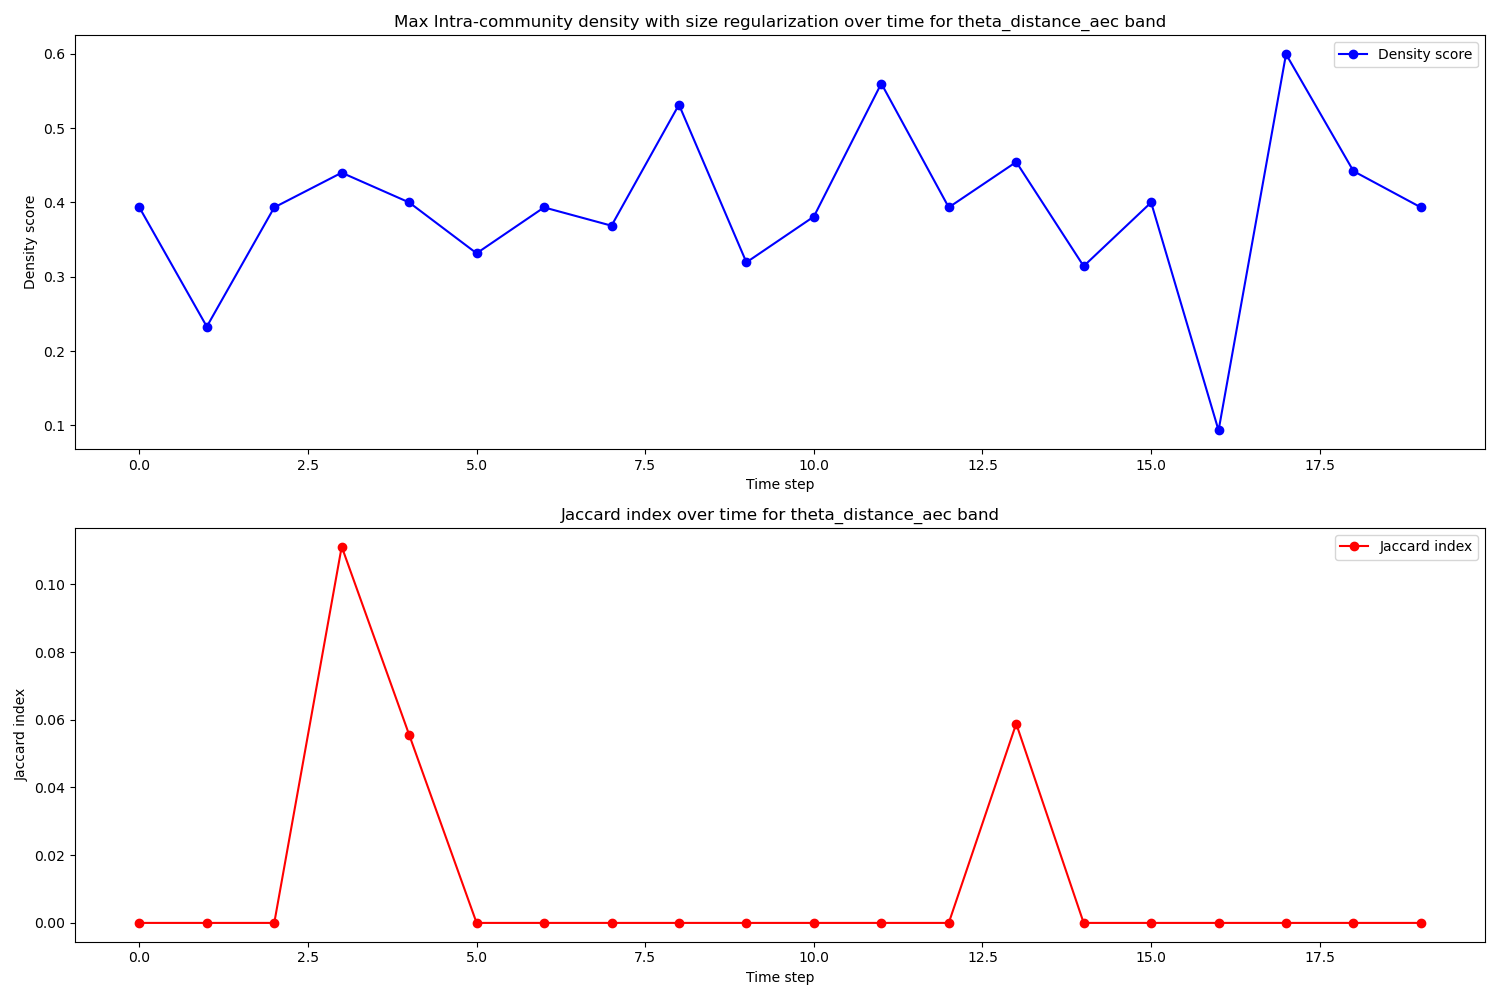 Max Intra-community density with size regularization over time for theta_distance_aec band
Density score
Density score
0.6
0.5
0.4
0.3
0.2
0.1
0.0 2.5 5.0 7.5 10.0 12.5 15.0 17.5
Time step
Jaccard index over time for theta_distance_aec band
Jaccard index
Jaccard index
0.10
0.08
0.06
0.04
0.02
0.00
0.0 2.5 5.0 7.5 10.0 12.5 15.0 17.5
Time step